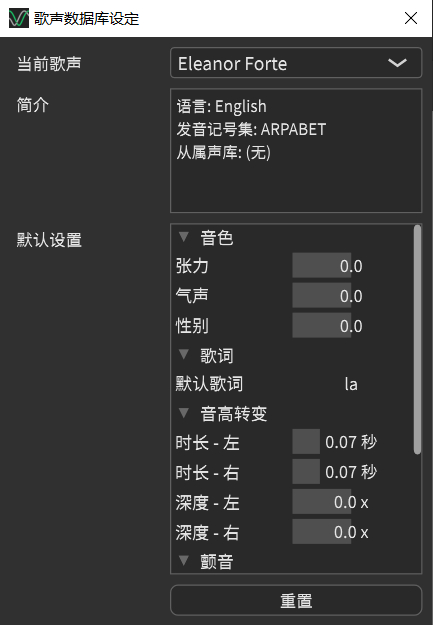 歌声数据库设定
当前歌声 Eleanor Forte
简介
语言: English
发音记号集: ARPABET
从属声库: (无)
默认设置
音色
张力 0.0
气声 0.0
性别 0.0
歌词
默认歌词 la
音高转变
时长 - 左 0.07 秒
时长 - 右 0.07 秒
深度 - 左 0.0 x
深度 - 右 0.0 x
颤音
重置